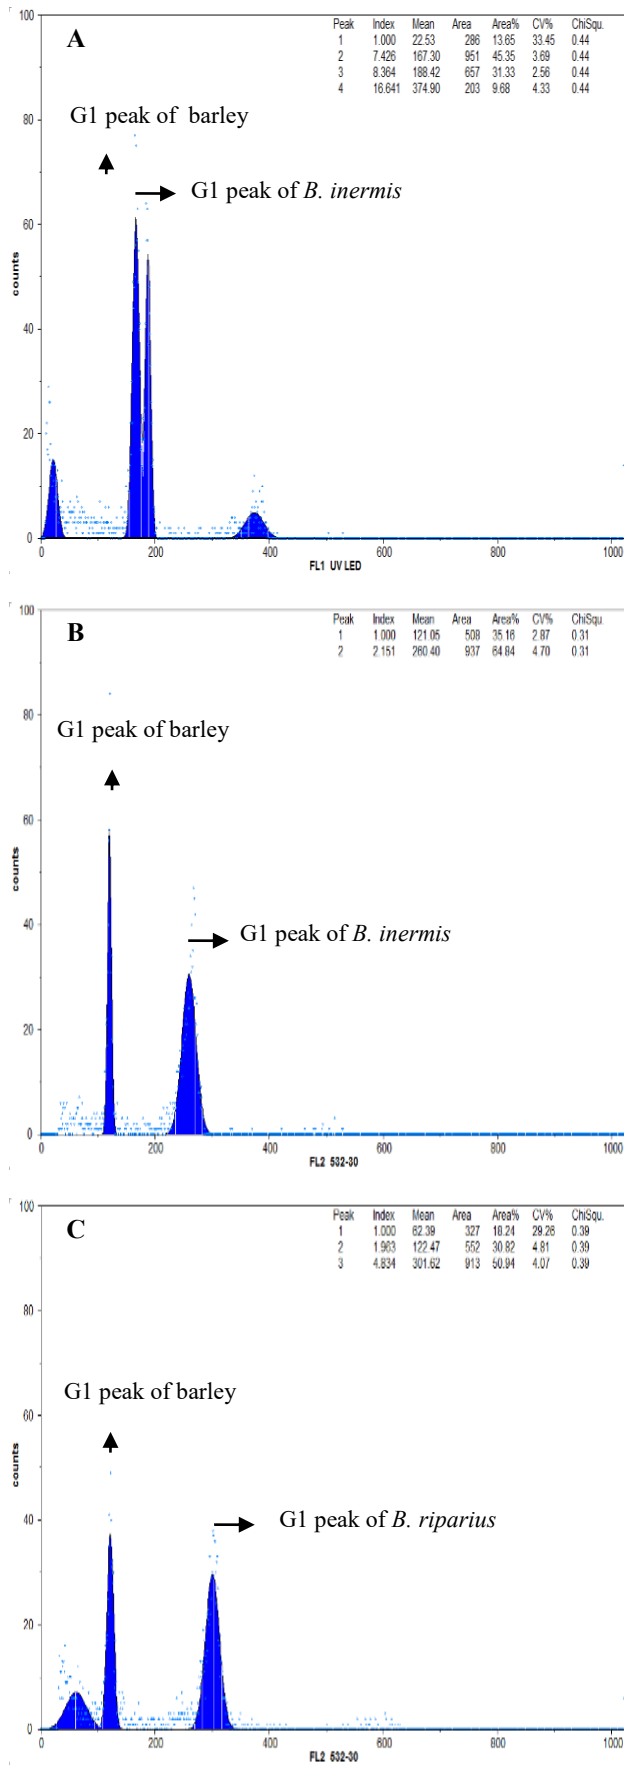 100
A
Peak Index Mean Area Area% CV% ChiSqu.
1 1.000 22.53 286 13.65 33.45 0.44
2 7.426 167.30 951 45.35 3.69 0.44
3 8.364 188.42 657 31.33 2.56 0.44
4 16.641 374.90 203 9.68 4.33 0.44
G1 peak of barley
80
G1 peak of B. inermis
60
counts
40
20
0
0 200 400 600 800 1000
FL1 UV LED
100
B
Peak Index Mean Area Area% CV% ChiSqu.
1 1.000 121.05 508 35.16 2.87 0.31
2 2.151 260.40 937 64.84 4.70 0.31
80
G1 peak of barley
60
counts
40
G1 peak of B. inermis
20
0
0 200 400 600 800 1000
FL2 532-30
100
C
Peak Index Mean Area Area% CV% ChiSqu.
1 1.000 62.39 327 18.24 29.26 0.39
2 1.963 122.47 552 30.82 4.81 0.39
3 4.834 301.62 913 50.94 4.07 0.39
80
G1 peak of barley
60
counts
40
G1 peak of B. riparius
20
0
0 200 400 600 800 1000
FL2 532-30